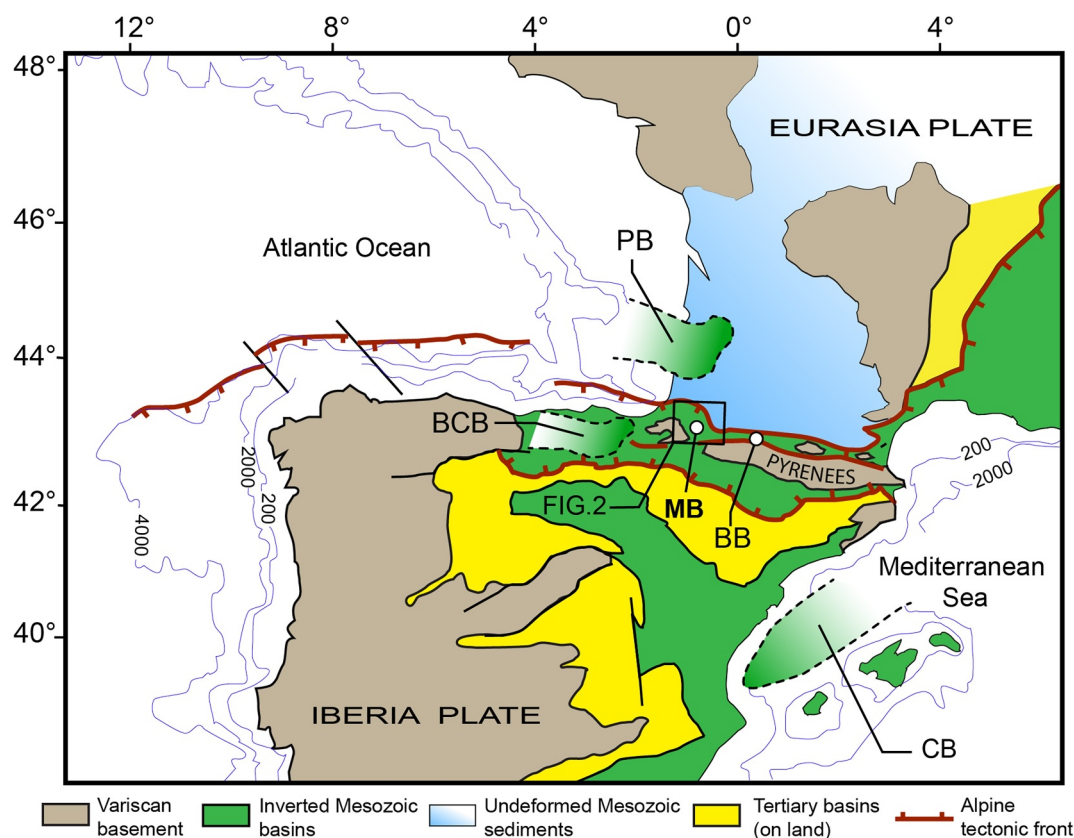 12° 8° 4° 0° 4°
48°
EURASIA PLATE
46°
PB
Atlantic Ocean
44°
BCB
200
PYRENEES
2000
2000
200
42°
FIG.2
MB
4000
BB
Mediterranean
Sea
40°
IBERIA PLATE
CB
Variscan
basement
Inverted Mesozoic
basins
Undeformed Mesozoic
sediments
Tertiary basins
(on land)
Alpine
tectonic front